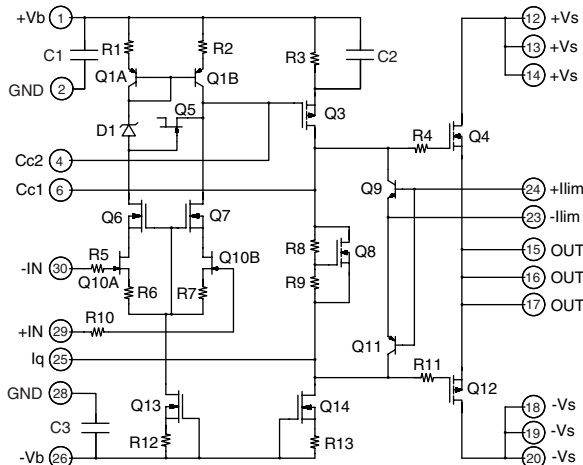 +Vb 1 12 +Vs
R1 R2 C2
C1 R3 13 +Vs
GND 2 Q1A Q1B 14 +Vs
Q5 Q3
D1 R4 Q4
Cc2 4
Cc1 6 Q9 24 +Ilim
Q6 Q7 23 -Ilim
R8 Q8 15 OUT
-IN 30 R5 Q10B
Q10A R6 R7 R9 16 OUT
17 OUT
+IN 29 R10
Iq 25 Q11 R11 Q12
GND 28 Q13 Q14 18 -Vs
C3 R12 R13 19 -Vs
-Vb 26 20 -Vs